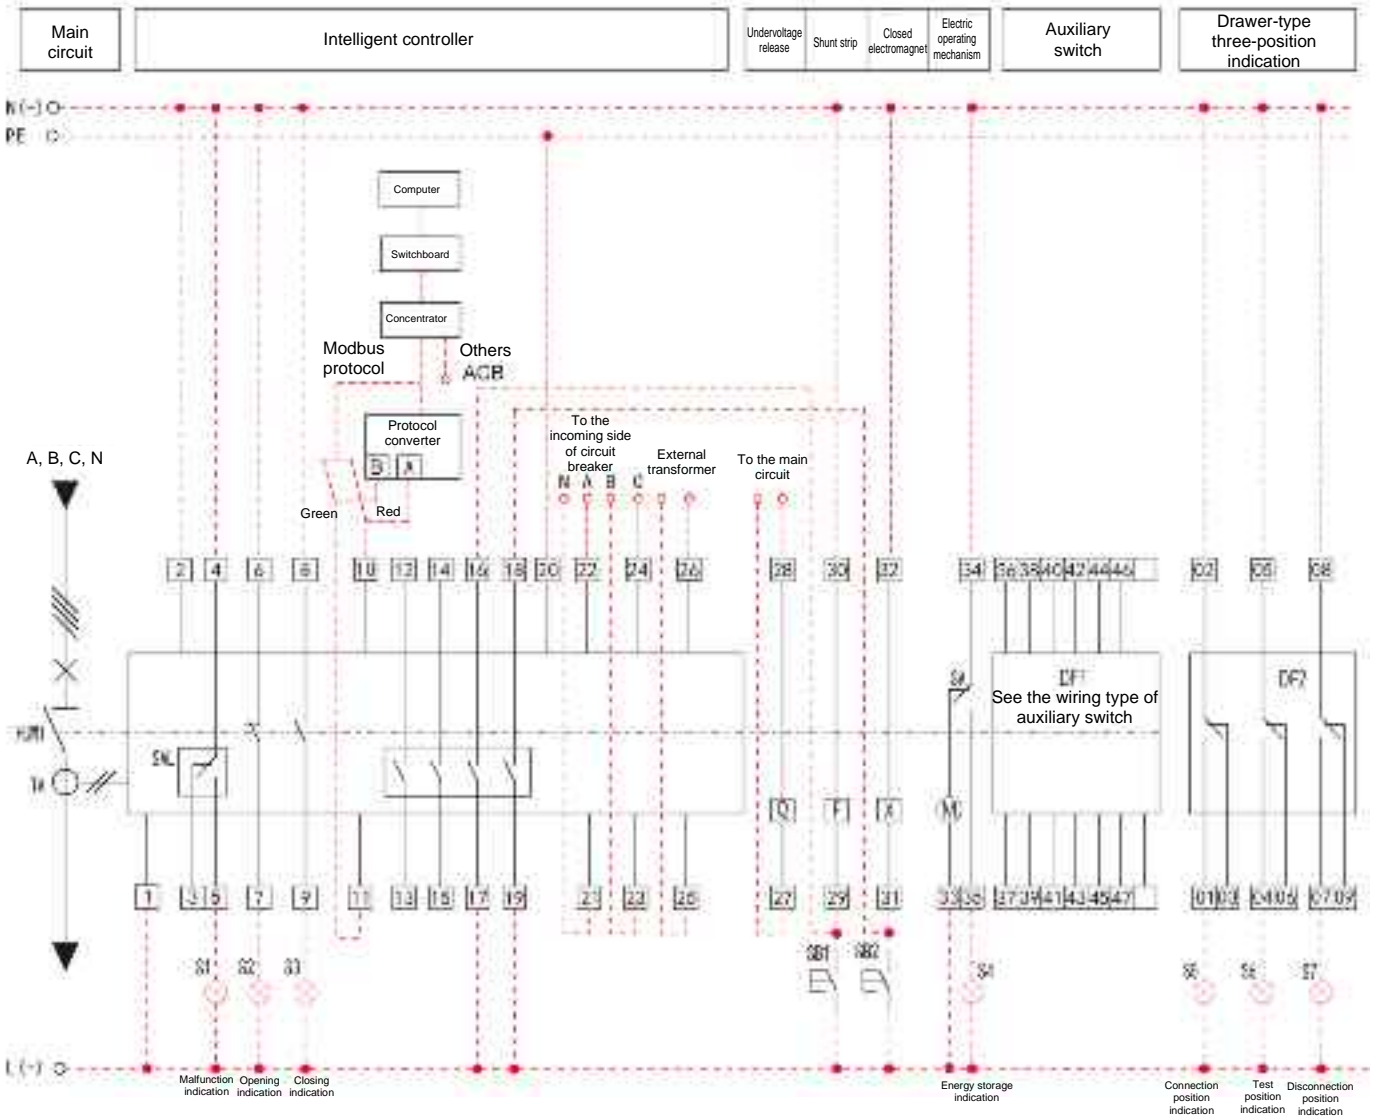 Main
circuit
Intelligent controller
Undervoltage
release
Shunt strip
Closed
electromagnet
Electric
operating
mechanism
Auxiliary
switch
Drawer-type
three-position
indication
N (-)
PE
Computer
Switchboard
Concentrator
Modbus
protocol
Others
ACB
Protocol
converter
B A
Green
Red
To the
incoming side
of circuit
breaker
N A B C
External
transformer
To the main
circuit
A, B, C, N
2 4 6 8 10 12 14 16 18 20 22 24 26 28 30 32 34 36 38 40 42 44 46 02 05 08
SA
DF1
See the wiring type of
auxiliary switch
DF2
SAL
TA
Q F X M
1 3 5 7 9 11 13 15 17 19 21 23 25 27 29 31 33 35 37 39 41 43 45 47 01 03 04 06 07 09
S1 S2 S3 SB1 SB2 S4 S5 S6 S7
L (-)
Malfunction
indication
Opening
indication
Closing
indication
Energy storage
indication
Connection
position
indication
Test
position
indication
Disconnection
position
indication